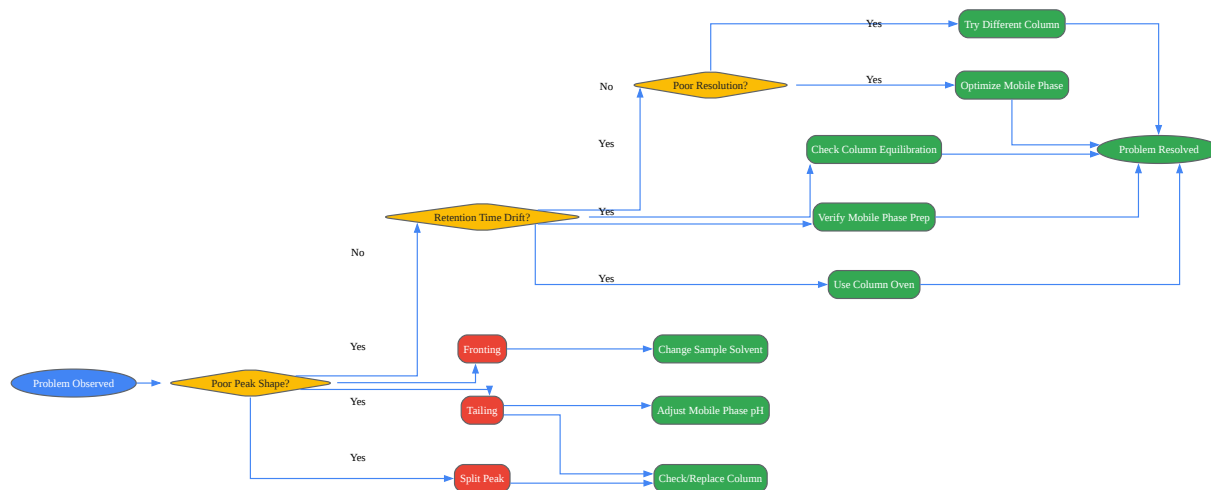 Yes
Try Different Column
No
Poor Resolution?
Yes
Optimize Mobile Phase
Yes
Check Column Equilibration
Problem Resolved
Retention Time Drift?
Yes
Verify Mobile Phase Prep
No
Yes
Use Column Oven
Yes
Fronting
Change Sample Solvent
Problem Observed
Poor Peak Shape?
Yes
Tailing
Adjust Mobile Phase pH
Yes
Split Peak
Check/Replace Column